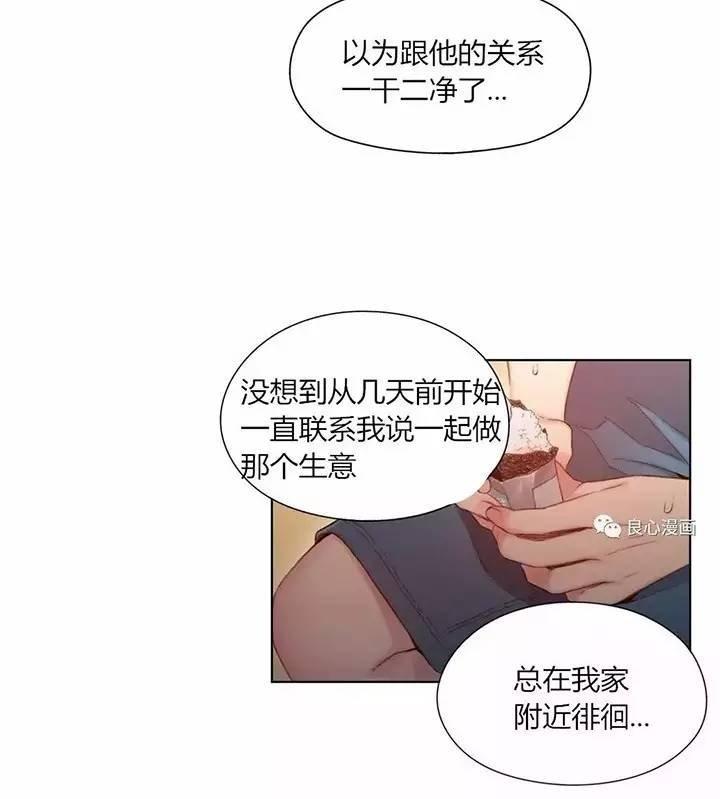 以为跟他的关系
一干二净了...
没想到从几天前开始
一直联系我说一起做
那个生意
良心漫画
总在我家
附近徘徊...